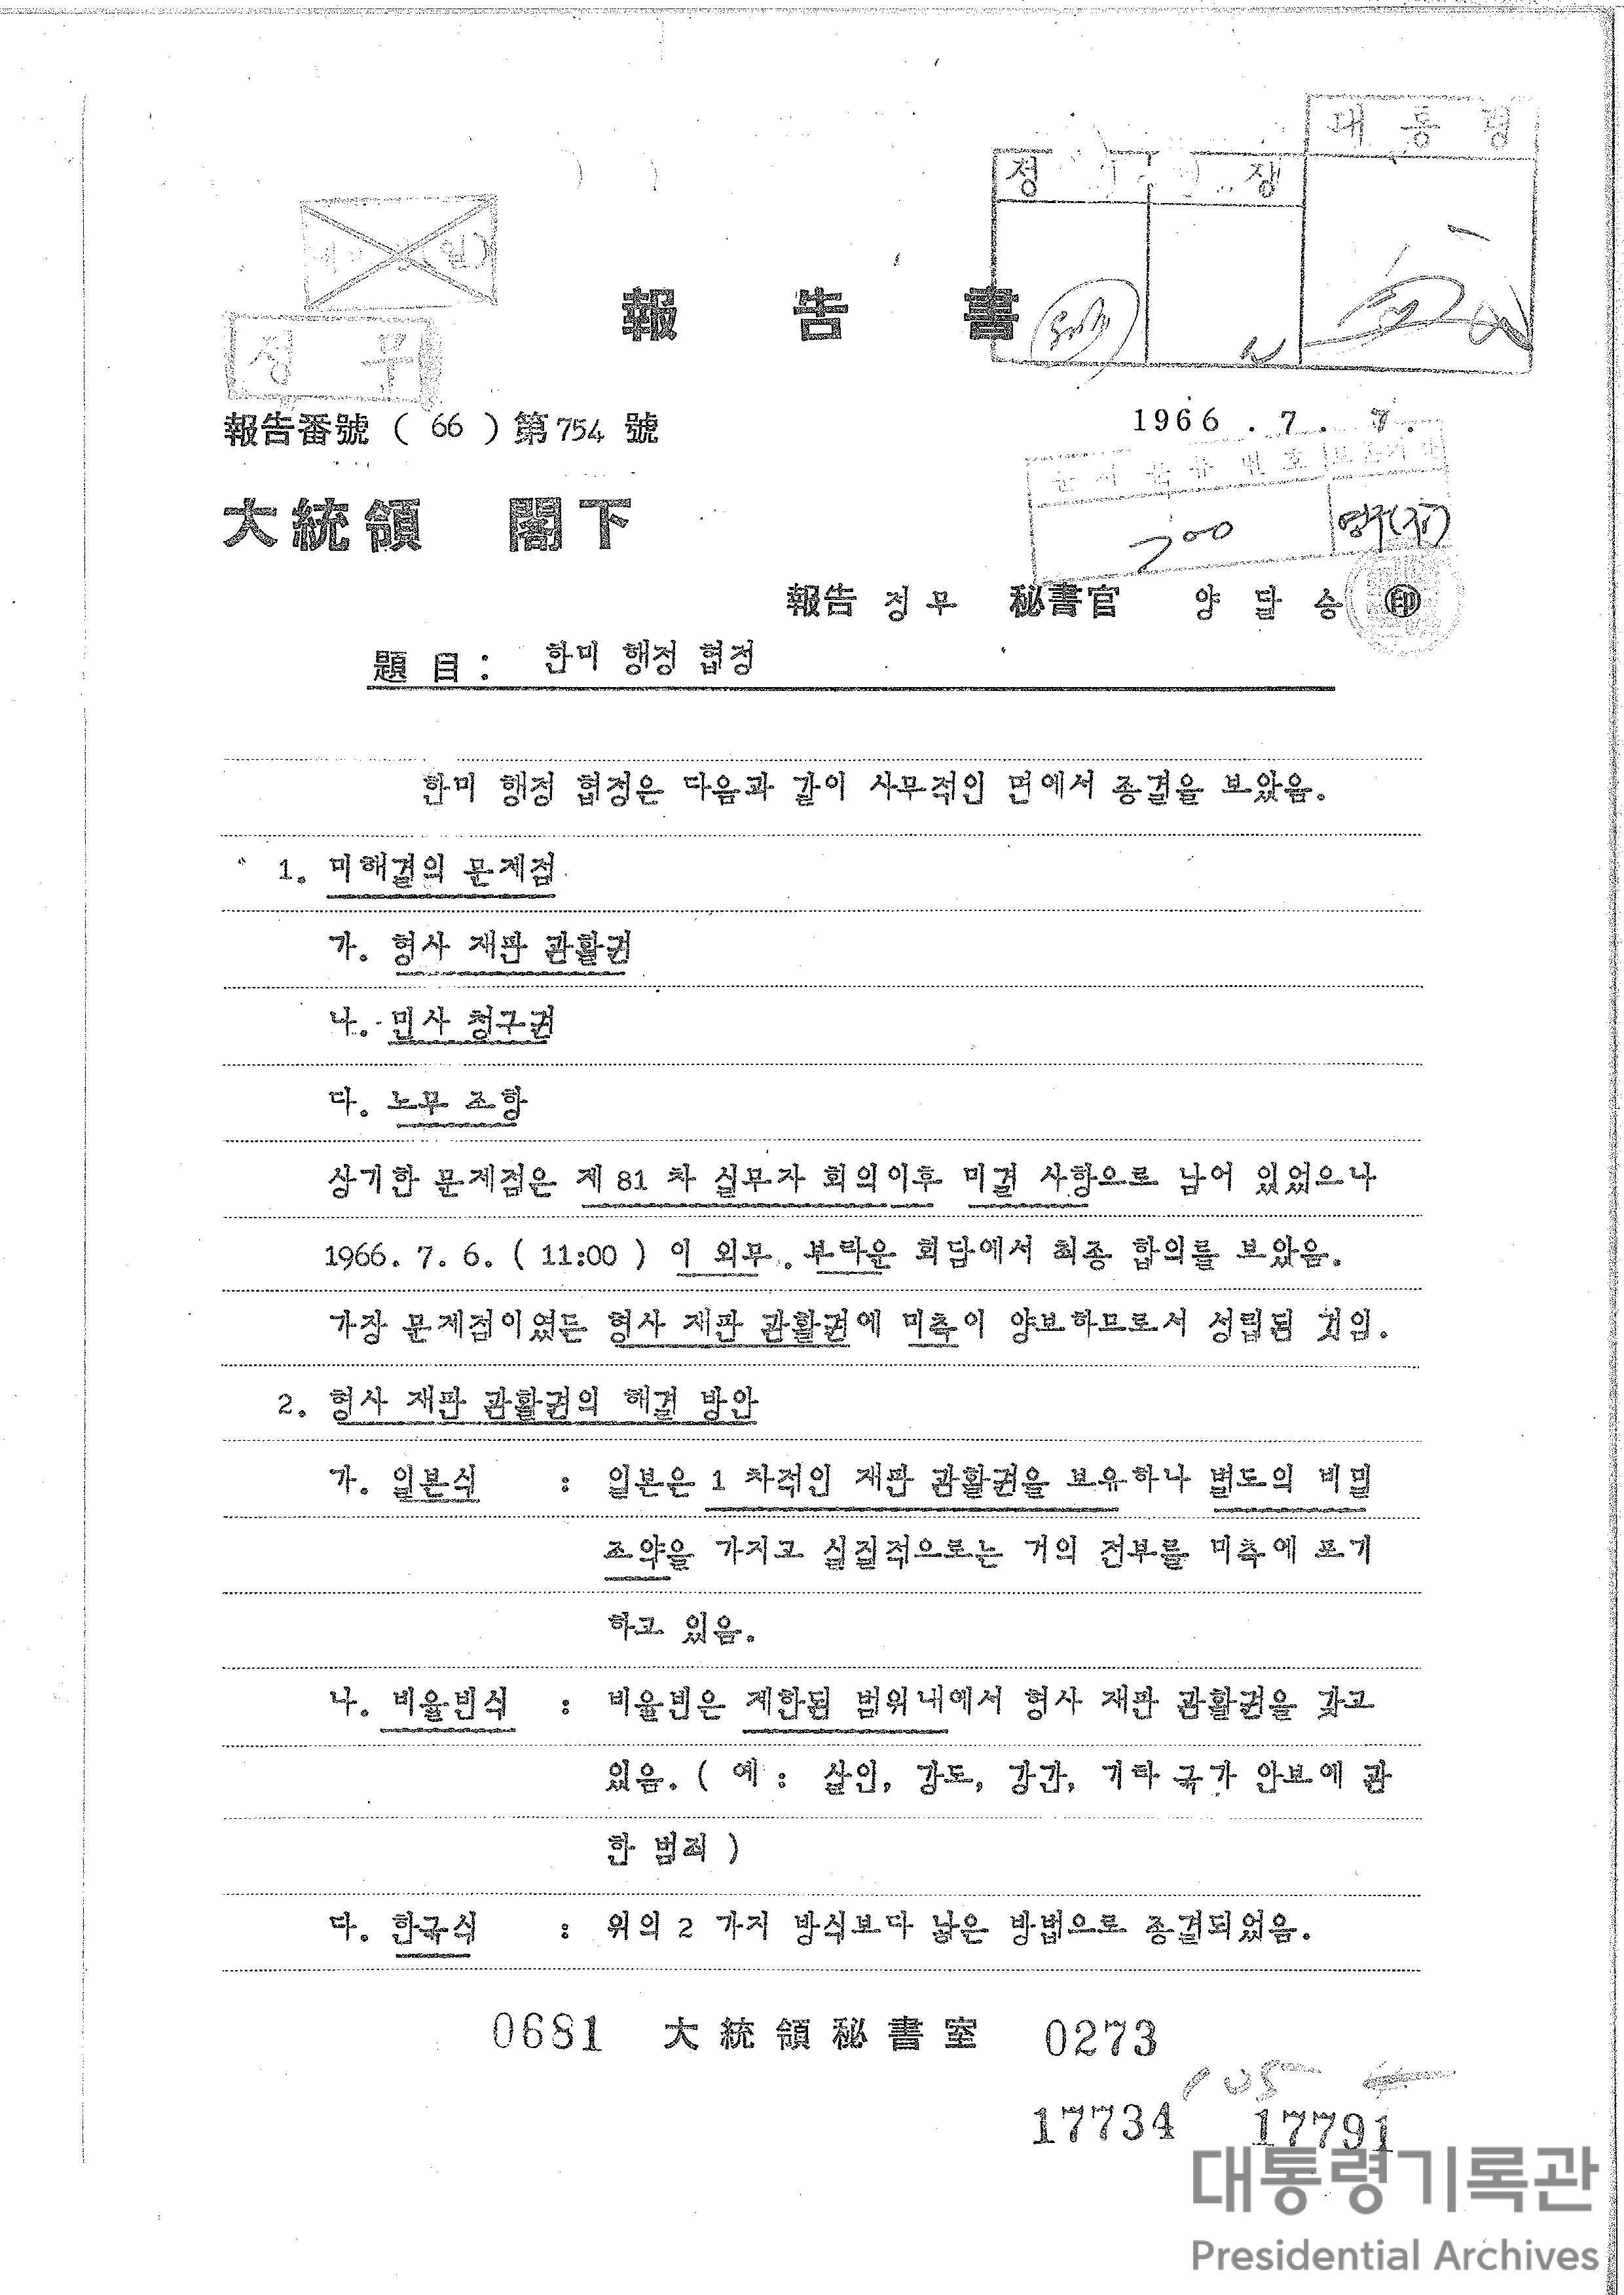 대 통 령
정 장
정 무
報 告 書
報告番號 ( 66 ) 第 754 號
1966 . 7 . 7 .
문 서 분 류 번 호
大統領 閣下
700
報告 정 무 秘書官 양 달 승 印
題 目 : 한미 행정 협정
한미 행정 협정은 다음과 같이 사무적인 면에서 종결을 보았음.
1. 미해결의 문제점
가. 형사 재판 관활권
나. 민사 청구권
다. 노무 조항
상기한 문제점은 제 81 차 실무자 회의이후 미결 사항으로 남어 있었으나
1966. 7. 6. ( 11:00 ) 이 외무. 부라운 회담에서 최종 합의를 보았음.
가장 문제점이였든 형사 재판 관활권에 미측이 양보하므로서 성립된 것임.
2. 형사 재판 관활권의 해결 방안
가. 일본식 : 일본은 1 차적인 재판 관활권을 보유하나 별도의 비밀
조약을 가지고 실질적으로는 거의 전부를 미측에 포기
하고 있음.
나. 비율빈식 : 비율빈은 제한된 범위내에서 형사 재판 관활권을 갖고
있음. ( 예 : 살인, 강도, 강간, 기타 국가 안보에 관
한 범죄 )
다. 한국식 : 위의 2 가지 방식보다 낳은 방법으로 종결되었음.
0681 大統領秘書室 0273
105
17734 17791
대통령기록관
Presidential Archives